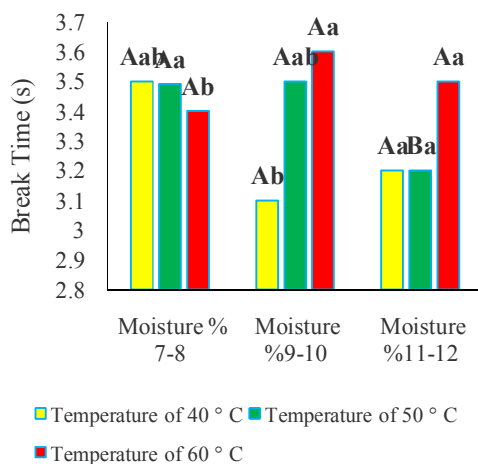 Break Time (s)
3.7
3.6
3.5
3.4
3.3
3.2
3.1
3
2.9
2.8
Aab Aa Ab
Ab Aab Aa
Aa Ba Aa
Moisture %
7-8
Moisture
%9-10
Moisture
%11-12
Temperature of 40 ° C Temperature of 50 ° C
Temperature of 60 ° C